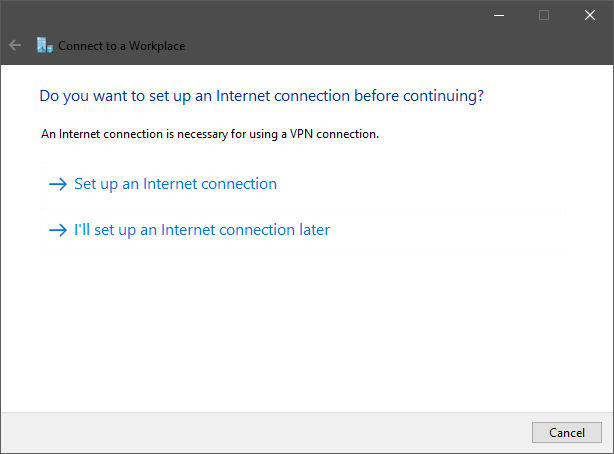 Connect to a Workplace
Do you want to set up an Internet connection before continuing?
An Internet connection is necessary for using a VPN connection.
Set up an Internet connection
I'll set up an Internet connection later
Cancel